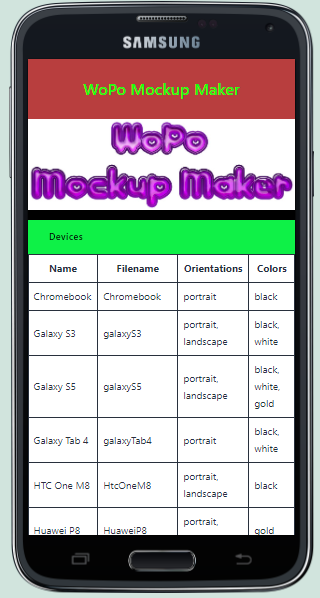 SAMSUNG
WoPo Mockup Maker
WoPo
Mockup Maker
Devices
Name Filename Orientations Colors
Chromebook Chromebook portrait black
Galaxy S3 galaxyS3 portrait, landscape black, white
Galaxy S5 galaxyS5 portrait, landscape black, white, gold
Galaxy Tab 4 galaxyTab4 portrait black, white
HTC One M8 HtcOneM8 portrait, landscape black
Huawei P8 HuaweiP8 portrait, gold